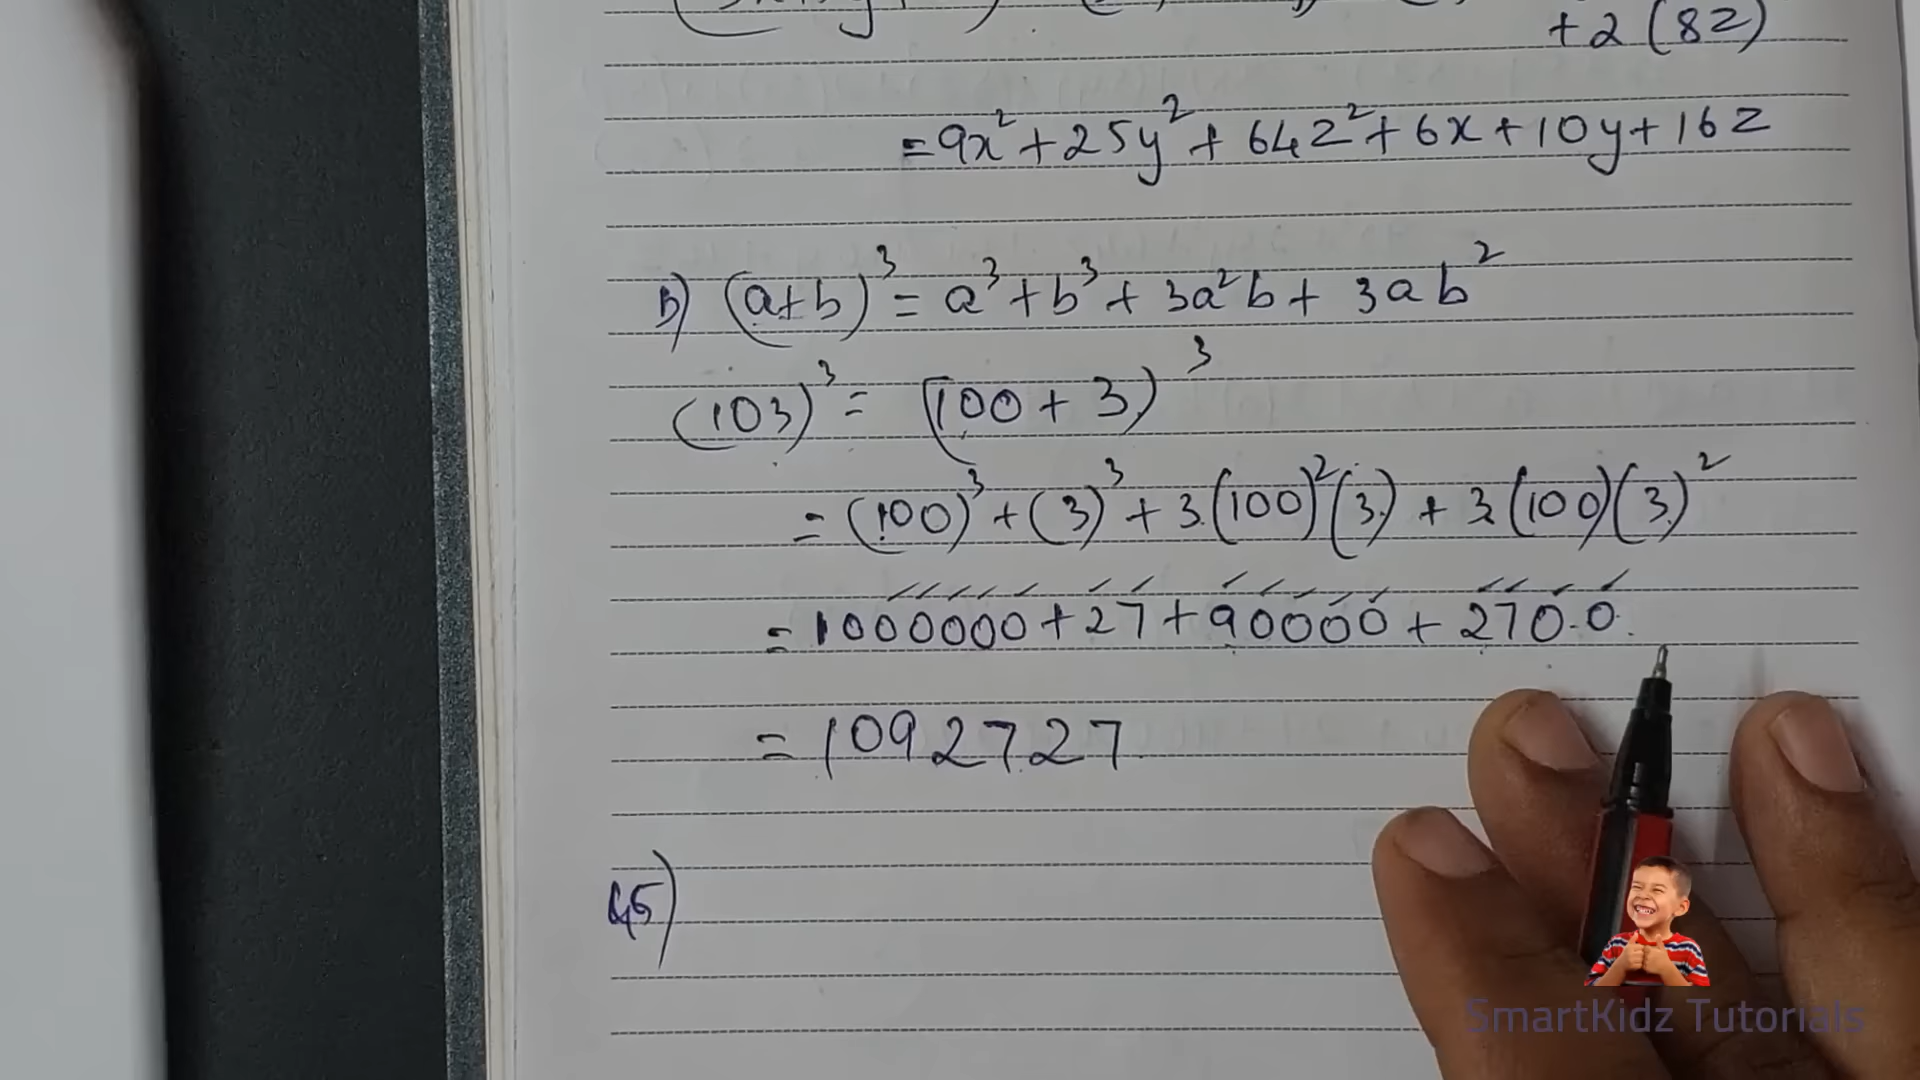 +2(8z)
=9x²+25y²+64z²+6x+10y+16z
B) (a+b)³=a³+b³+3a²b+3ab²
(103)³= (100+3)³
=(100)³+(3)³+3(100)²(3)+3(100)(3)²
=1000000+27+90000+2700.
=1092727
45)
SmartKidz Tutorials